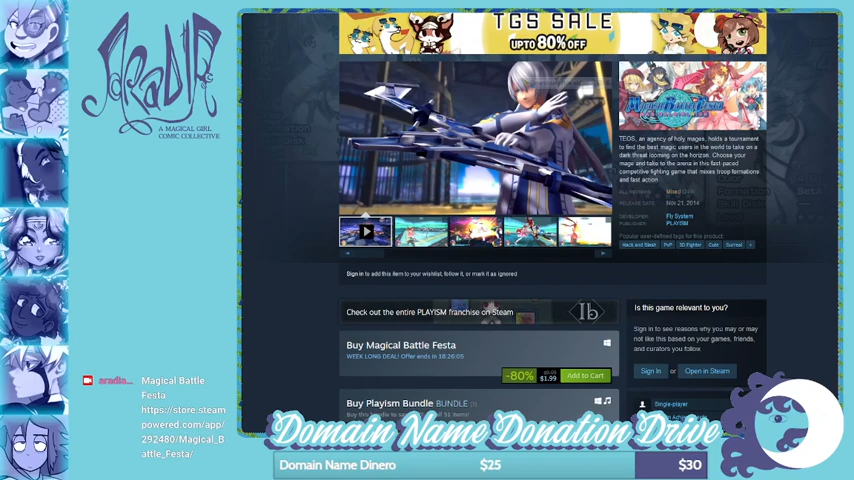 ARADIA
A MAGICAL GIRL
COMIC COLLECTIVE
TGS SALE
UPTO 80% OFF
TEOS, an agency of holy mages, holds a tournament
to find the best magic users in the world to take on a
dark threat looming on the horizon. Choose your
mage and take to the arena in this fast-paced
competitive fighting game that mixes troop formations
and fast action
ALL REVIEWS: Mixed
RELEASE DATE: Nov 21, 2014
DEVELOPER: Fly System
PUBLISHER: PLAYISM
Popular user-defined tags for this product:
Hack and Slash PvP 3D Fighter Cute Surreal +
Sign in to add this item to your wishlist, follow it, or mark it as ignored
Check out the entire PLAYISM franchise on Steam
Ib
Is this game relevant to you?
Sign in to see reasons why you may or may
not like this based on your games, friends,
and curators you follow.
Sign In or Open in Steam
Buy Magical Battle Festa
WEEK LONG DEAL! Offer ends in 18:26:05
-80% $1.99 Add to Cart
Buy Playism Bundle BUNDLE
Single-player
aradia...
Magical Battle
Festa
https://store.steam
powered.com/app/
292480/Magical_B
attle_Festa/
Domain Name Donation Drive
Domain Name Dinero $25 $30